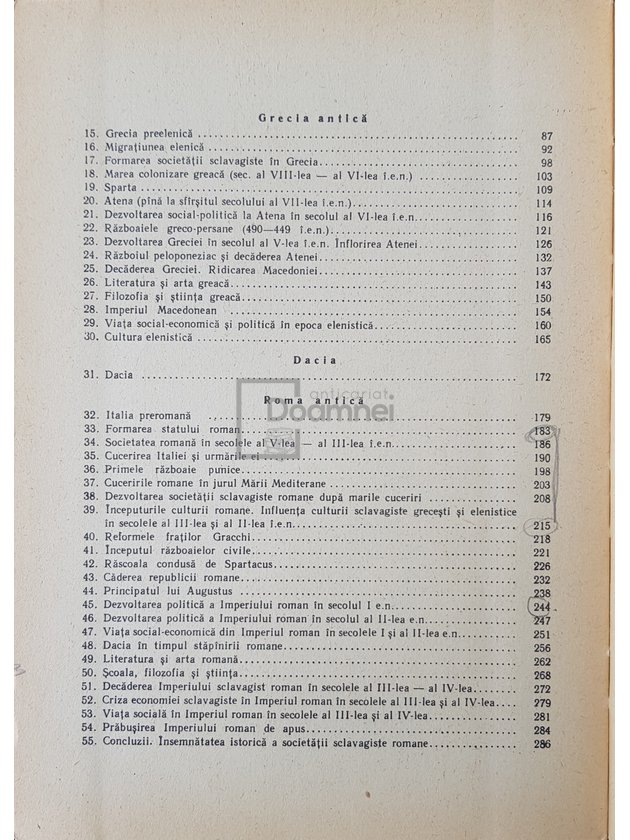 Grecia antică
15. Grecia preelenică 87
16. Migrațiunea elenică 92
17. Formarea societății sclavagiste în Grecia 98
18. Marea colonizare greacă (sec. al VIII-lea — al VI-lea î.e.n.) 103
19. Sparta 109
20. Atena (pînă la sfîrșitul secolului al VII-lea î.e.n.) 114
21. Dezvoltarea social-politică la Atena în secolul al VI-lea î.e.n. 116
22. Războaiele greco-persane (490—449 î.e.n.) 121
23. Dezvoltarea Greciei în secolul al V-lea î.e.n. Înflorirea Atenei 126
24. Războiul peloponeziac și decăderea Atenei 132
25. Decăderea Greciei. Ridicarea Macedoniei 137
26. Literatura și arta greacă 143
27. Filozofia și știința greacă 150
28. Imperiul Macedonean 154
29. Viața social-economică și politică în epoca elenistică 160
30. Cultura elenistică 165
Dacia
31. Dacia 172
anticariat
Doamnei
Roma antică
32. Italia preromană 179
33. Formarea statului roman 183
34. Societatea romană în secolele al V-lea — al III-lea î.e.n. 186
35. Cucerirea Italiei și urmările ei 190
36. Primele războaie punice 198
37. Cuceririle romane în jurul Mării Mediterane 203
38. Dezvoltarea societății sclavagiste romane după marile cuceriri 208
39. Începuturile culturii romane. Influența culturii sclavagiste grecești și elenistice
în secolele al III-lea și al II-lea î.e.n. 215
40. Reformele fraților Gracchi 218
41. Începutul războaielor civile 221
42. Răscoala condusă de Spartacus 226
43. Căderea republicii romane 232
44. Principatul lui Augustus 238
45. Dezvoltarea politică a Imperiului roman în secolul I e.n. 244
46. Dezvoltarea politică a Imperiului roman în secolul al II-lea e.n. 247
47. Viața social-economică din Imperiul roman în secolele I și al II-lea e.n. 251
48. Dacia în timpul stăpînirii romane 256
49. Literatura și arta romană 262
50. Școala, filozofia și știința 268
51. Decăderea Imperiului sclavagist roman în secolele al III-lea — al IV-lea 272
52. Criza economiei sclavagiste în Imperiul roman în secolele al III-lea și al IV-lea 279
53. Viața socială în Imperiul roman în secolele al III-lea și al IV-lea 281
54. Prăbușirea Imperiului roman de apus 284
55. Concluzii. Însemnătatea istorică a societății sclavagiste romane 286